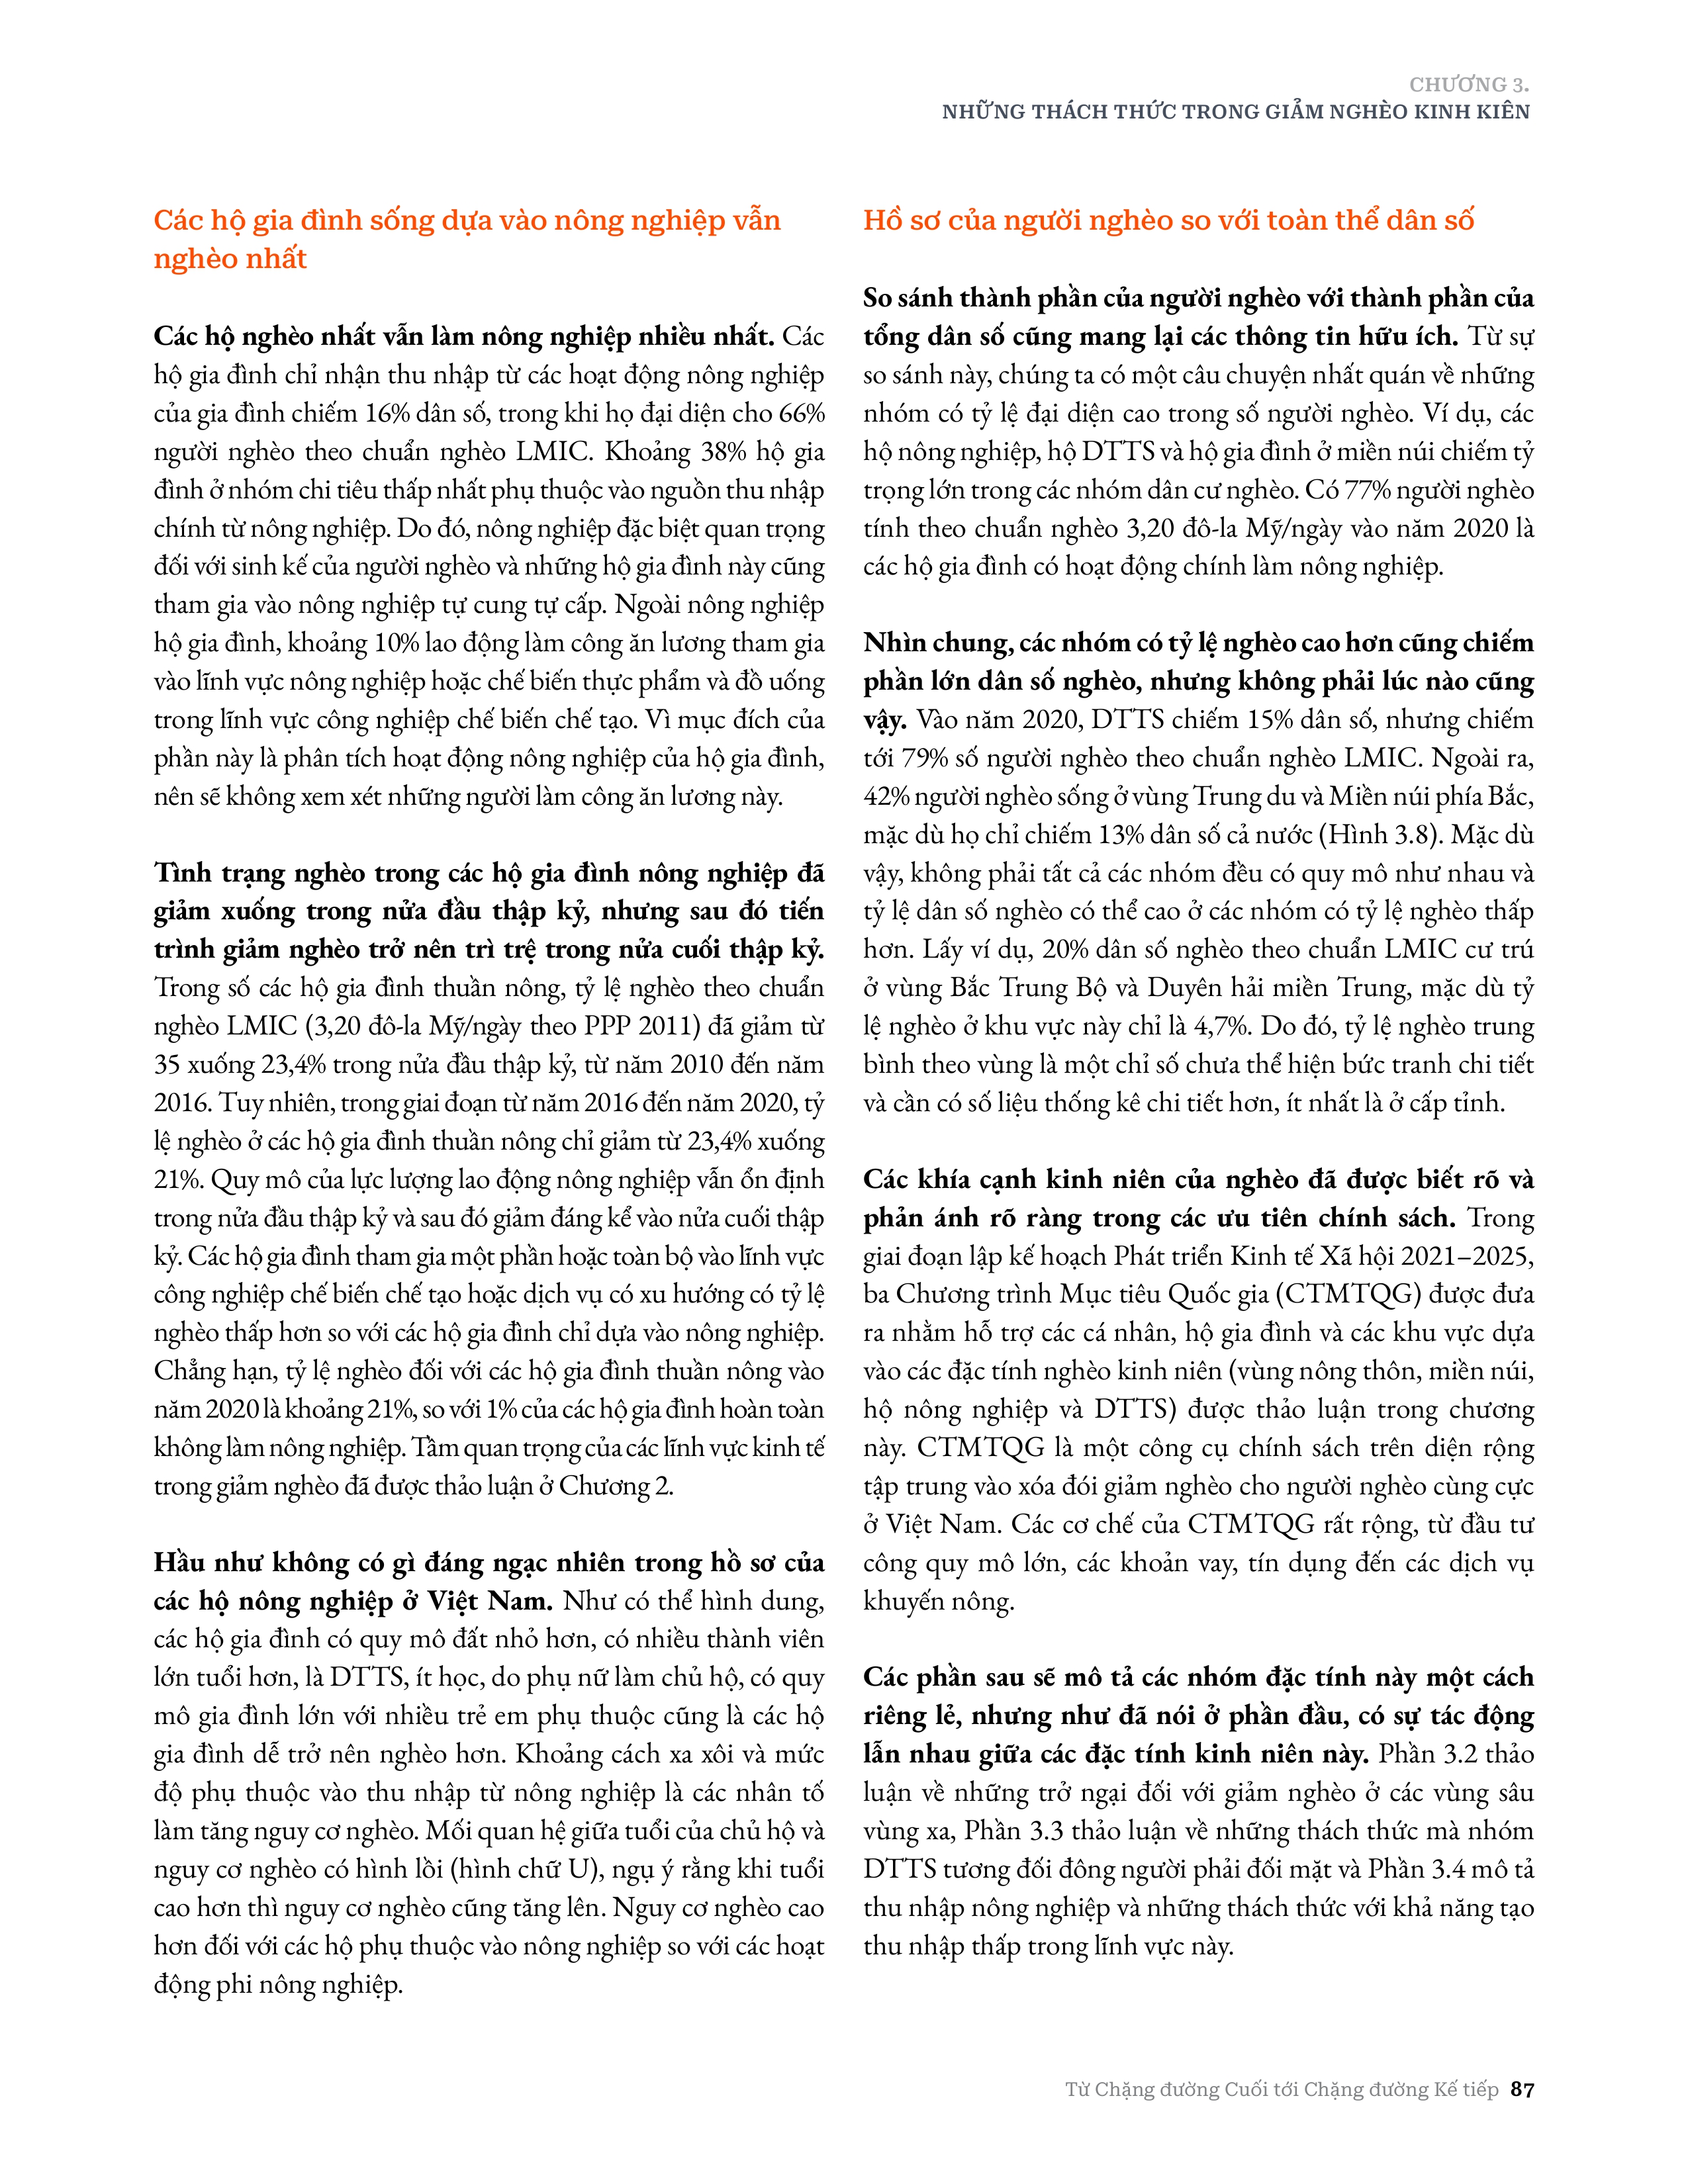 CHƯƠNG 3.
NHỮNG THÁCH THỨC TRONG GIẢM NGHÈO KINH KIÊN
Các hộ gia đình sống dựa vào nông nghiệp vẫn
nghèo nhất
Các hộ nghèo nhất vẫn làm nông nghiệp nhiều nhất. Các
hộ gia đình chỉ nhận thu nhập từ các hoạt động nông nghiệp
của gia đình chiếm 16% dân số, trong khi họ đại diện cho 66%
người nghèo theo chuẩn nghèo LMIC. Khoảng 38% hộ gia
đình ở nhóm chi tiêu thấp nhất phụ thuộc vào nguồn thu nhập
chính từ nông nghiệp. Do đó, nông nghiệp đặc biệt quan trọng
đối với sinh kế của người nghèo và những hộ gia đình này cũng
tham gia vào nông nghiệp tự cung tự cấp. Ngoài nông nghiệp
hộ gia đình, khoảng 10% lao động làm công ăn lương tham gia
vào lĩnh vực nông nghiệp hoặc chế biến thực phẩm và đồ uống
trong lĩnh vực công nghiệp chế biến chế tạo. Vì mục đích của
phần này là phân tích hoạt động nông nghiệp của hộ gia đình,
nên sẽ không xem xét những người làm công ăn lương này.
Tình trạng nghèo trong các hộ gia đình nông nghiệp đã
giảm xuống trong nửa đầu thập kỷ, nhưng sau đó tiến
trình giảm nghèo trở nên trì trệ trong nửa cuối thập kỷ.
Trong số các hộ gia đình thuần nông, tỷ lệ nghèo theo chuẩn
nghèo LMIC (3,20 đô-la Mỹ/ngày theo PPP 2011) đã giảm từ
35 xuống 23,4% trong nửa đầu thập kỷ, từ năm 2010 đến năm
2016. Tuy nhiên, trong giai đoạn từ năm 2016 đến năm 2020, tỷ
lệ nghèo ở các hộ gia đình thuần nông chỉ giảm từ 23,4% xuống
21%. Quy mô của lực lượng lao động nông nghiệp vẫn ổn định
trong nửa đầu thập kỷ và sau đó giảm đáng kể vào nửa cuối thập
kỷ. Các hộ gia đình tham gia một phần hoặc toàn bộ vào lĩnh vực
công nghiệp chế biến chế tạo hoặc dịch vụ có xu hướng có tỷ lệ
nghèo thấp hơn so với các hộ gia đình chỉ dựa vào nông nghiệp.
Chẳng hạn, tỷ lệ nghèo đối với các hộ gia đình thuần nông vào
năm 2020 là khoảng 21%, so với 1% của các hộ gia đình hoàn toàn
không làm nông nghiệp. Tầm quan trọng của các lĩnh vực kinh tế
trong giảm nghèo đã được thảo luận ở Chương 2.
Hầu như không có gì đáng ngạc nhiên trong hồ sơ của
các hộ nông nghiệp ở Việt Nam. Như có thể hình dung,
các hộ gia đình có quy mô đất nhỏ hơn, có nhiều thành viên
lớn tuổi hơn, là DTTS, ít học, do phụ nữ làm chủ hộ, có quy
mô gia đình lớn với nhiều trẻ em phụ thuộc cũng là các hộ
gia đình dễ trở nên nghèo hơn. Khoảng cách xa xôi và mức
độ phụ thuộc vào thu nhập từ nông nghiệp là các nhân tố
làm tăng nguy cơ nghèo. Mối quan hệ giữa tuổi của chủ hộ và
nguy cơ nghèo có hình lồi (hình chữ U), ngụ ý rằng khi tuổi
cao hơn thì nguy cơ nghèo cũng tăng lên. Nguy cơ nghèo cao
hơn đối với các hộ phụ thuộc vào nông nghiệp so với các hoạt
động phi nông nghiệp.
Hồ sơ của người nghèo so với toàn thể dân số
So sánh thành phần của người nghèo với thành phần của
tổng dân số cũng mang lại các thông tin hữu ích. Từ sự
so sánh này, chúng ta có một câu chuyện nhất quán về những
nhóm có tỷ lệ đại diện cao trong số người nghèo. Ví dụ, các
hộ nông nghiệp, hộ DTTS và hộ gia đình ở miền núi chiếm tỷ
trọng lớn trong các nhóm dân cư nghèo. Có 77% người nghèo
tính theo chuẩn nghèo 3,20 đô-la Mỹ/ngày vào năm 2020 là
các hộ gia đình có hoạt động chính làm nông nghiệp.
Nhìn chung, các nhóm có tỷ lệ nghèo cao hơn cũng chiếm
phần lớn dân số nghèo, nhưng không phải lúc nào cũng
vậy. Vào năm 2020, DTTS chiếm 15% dân số, nhưng chiếm
tới 79% số người nghèo theo chuẩn nghèo LMIC. Ngoài ra,
42% người nghèo sống ở vùng Trung du và Miền núi phía Bắc,
mặc dù họ chỉ chiếm 13% dân số cả nước (Hình 3.8). Mặc dù
vậy, không phải tất cả các nhóm đều có quy mô như nhau và
tỷ lệ dân số nghèo có thể cao ở các nhóm có tỷ lệ nghèo thấp
hơn. Lấy ví dụ, 20% dân số nghèo theo chuẩn LMIC cư trú
ở vùng Bắc Trung Bộ và Duyên hải miền Trung, mặc dù tỷ
lệ nghèo ở khu vực này chỉ là 4,7%. Do đó, tỷ lệ nghèo trung
bình theo vùng là một chỉ số chưa thể hiện bức tranh chi tiết
và cần có số liệu thống kê chi tiết hơn, ít nhất là ở cấp tỉnh.
Các khía cạnh kinh niên của nghèo đã được biết rõ và
phản ánh rõ ràng trong các ưu tiên chính sách. Trong
giai đoạn lập kế hoạch Phát triển Kinh tế Xã hội 2021–2025,
ba Chương trình Mục tiêu Quốc gia (CTMTQG) được đưa
ra nhằm hỗ trợ các cá nhân, hộ gia đình và các khu vực dựa
vào các đặc tính nghèo kinh niên (vùng nông thôn, miền núi,
hộ nông nghiệp và DTTS) được thảo luận trong chương
này. CTMTQG là một công cụ chính sách trên diện rộng
tập trung vào xóa đói giảm nghèo cho người nghèo cùng cực
ở Việt Nam. Các cơ chế của CTMTQG rất rộng, từ đầu tư
công quy mô lớn, các khoản vay, tín dụng đến các dịch vụ
khuyến nông.
Các phần sau sẽ mô tả các nhóm đặc tính này một cách
riêng lẻ, nhưng như đã nói ở phần đầu, có sự tác động
lẫn nhau giữa các đặc tính kinh niên này. Phần 3.2 thảo
luận về những trở ngại đối với giảm nghèo ở các vùng sâu
vùng xa, Phần 3.3 thảo luận về những thách thức mà nhóm
DTTS tương đối đông người phải đối mặt và Phần 3.4 mô tả
thu nhập nông nghiệp và những thách thức với khả năng tạo
thu nhập thấp trong lĩnh vực này.
Từ Chặng đường Cuối tới Chặng đường Kế tiếp 87